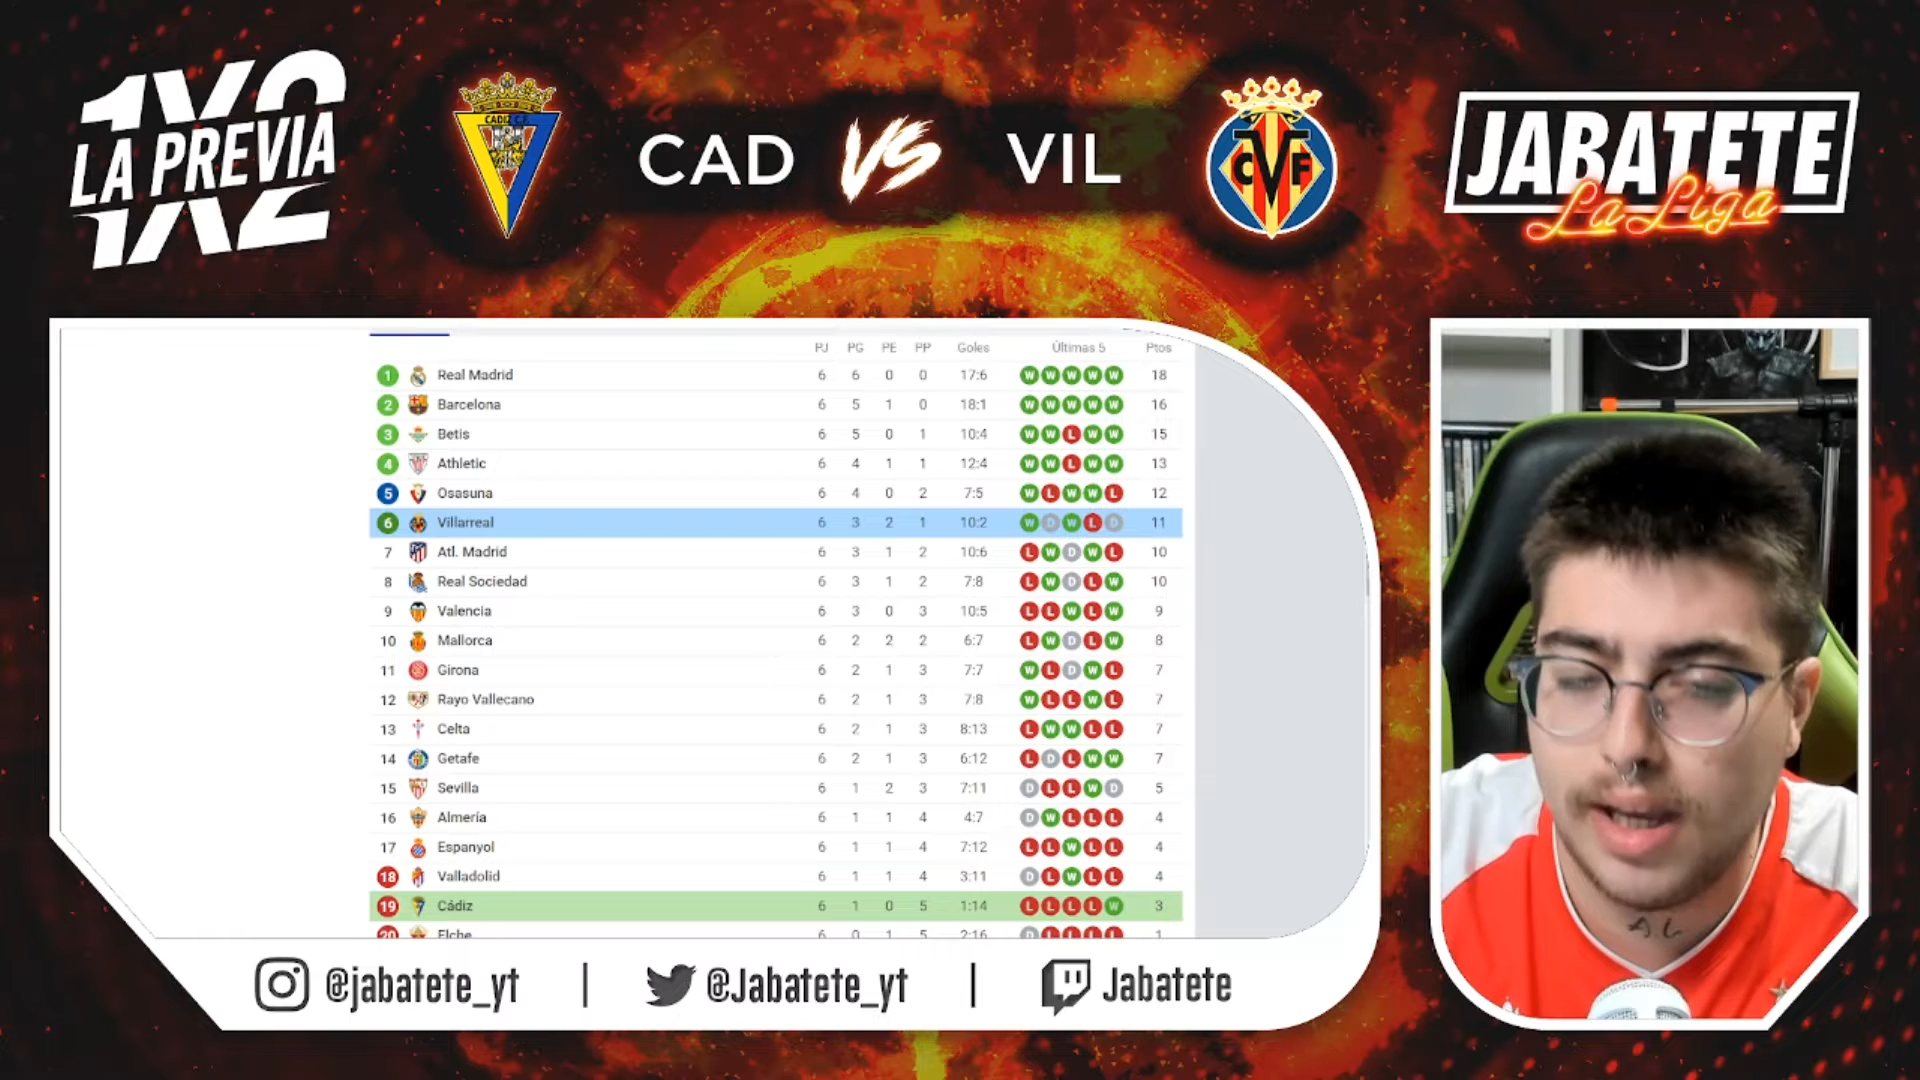 1X2
LA PREVIA
1X2
CADIZ C.F.
CAD VS VIL
CVF
JABATETE
La Liga
PJ PG PE PP Goles Últimas 5 Ptos
1 Real Madrid 6 6 0 0 17:6 W W W W W 18
2 Barcelona 6 5 1 0 18:1 W W W W W 16
3 Betis 6 5 0 1 10:4 W W L W W 15
4 Athletic 6 4 1 1 12:4 W W L W W 13
5 Osasuna 6 4 0 2 7:5 W L W W L 12
6 Villarreal 6 3 2 1 10:2 W D W L D 11
7 Atl. Madrid 6 3 1 2 10:6 L W D W L 10
8 Real Sociedad 6 3 1 2 7:8 L W D L W 10
9 Valencia 6 3 0 3 10:5 L L W L W 9
10 Mallorca 6 2 2 2 6:7 L W D L W 8
11 Girona 6 2 1 3 7:7 W L D W L 7
12 Rayo Vallecano 6 2 1 3 7:8 W L L W L 7
13 Celta 6 2 1 3 8:13 L W W L L 7
14 Getafe 6 2 1 3 6:12 L D L W W 7
15 Sevilla 6 1 2 3 7:11 D L L W D 5
16 Almería 6 1 1 4 4:7 D W L L L 4
17 Espanyol 6 1 1 4 7:12 L L W L L 4
18 Valladolid 6 1 1 4 3:11 D L W L L 4
19 Cádiz 6 1 0 5 1:14 L L L L W 3
20 Elche 6 0 1 5 2:16 D L L L L 1
@jabatete_yt | @Jabatete_yt | Jabatete
A.L